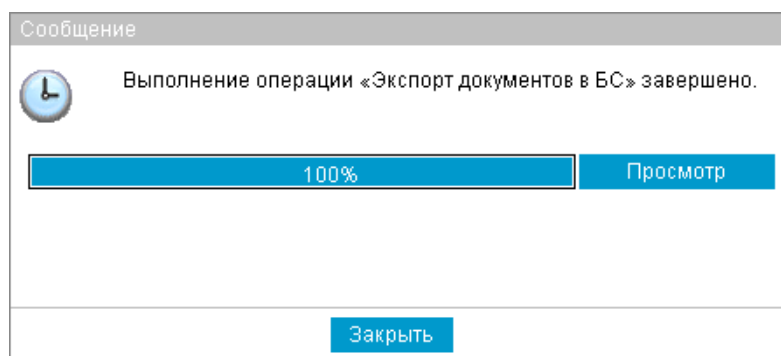 Сообщение
Выполнение операции «Экспорт документов в БС» завершено.
100%
Просмотр
Закрыть